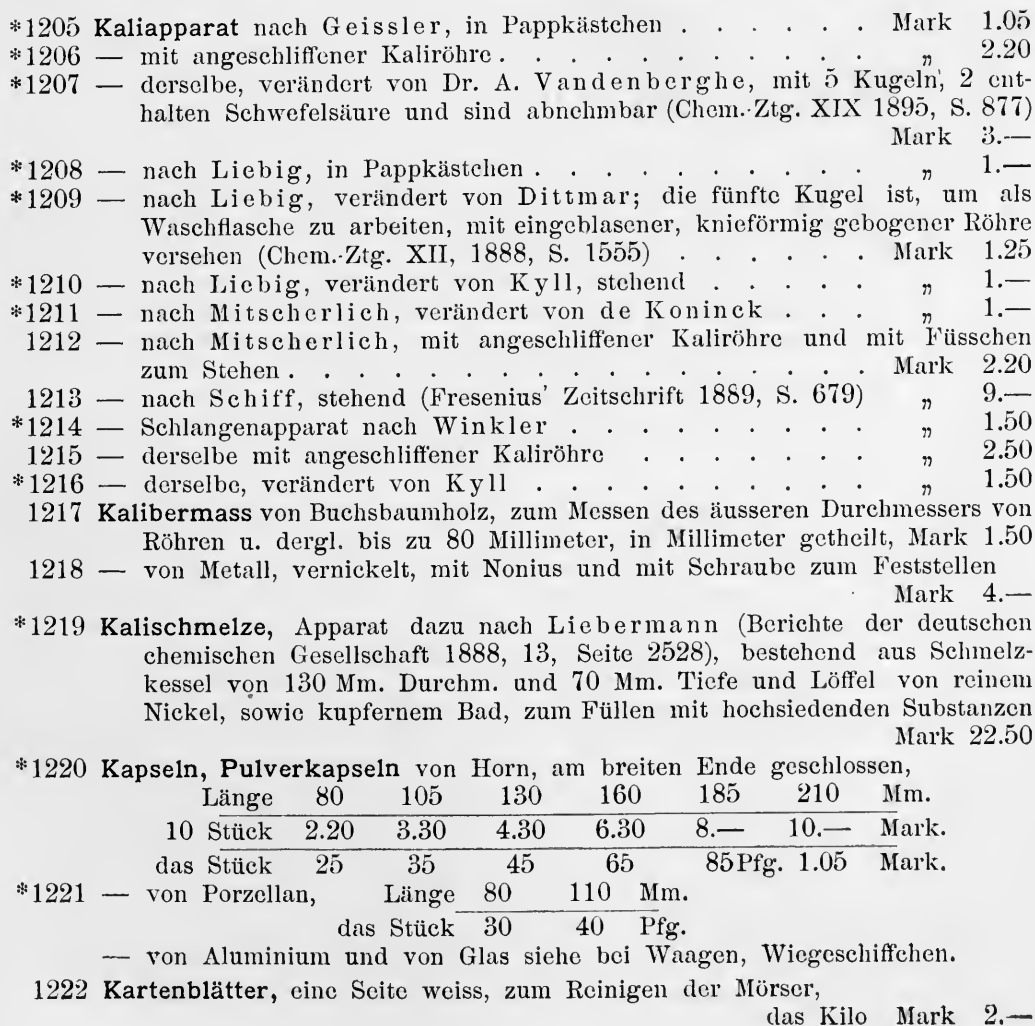 *1205 Kaliapparat nach Geissler, in Pappkästchen . . . . . . Mark 1.05
*1206 — mit angeschliffener Kaliröhre . . . . . . . . . . . „ 2.20
*1207 — derselbe, verändert von Dr. A. Vandenberghe, mit 5 Kugeln, 2 ent-
halten Schwefelsäure und sind abnehmbar (Chem.-Ztg. XIX 1895, S. 877)
Mark 3.—
*1208 — nach Liebig, in Pappkästchen . . . . . . . . . . „ 1.—
*1209 — nach Liebig, verändert von Dittmar; die fünfte Kugel ist, um als
Waschflasche zu arbeiten, mit eingeblasener, knieförmig gebogener Röhre
versehen (Chem.-Ztg. XII, 1888, S. 1555) . . . . . . Mark 1.25
*1210 — nach Liebig, verändert von Kyll, stehend . . . . . „ 1.—
*1211 — nach Mitscherlich, verändert von de Koninck . . . „ 1.—
1212 — nach Mitscherlich, mit angeschliffener Kaliröhre und mit Füsschen
zum Stehen . . . . . . . . . . . . . . . . . Mark 2.20
1213 — nach Schiff, stehend (Fresenius' Zeitschrift 1889, S. 679) „ 9.—
*1214 — Schlangenapparat nach Winkler . . . . . . . . . „ 1.50
1215 — derselbe mit angeschliffener Kaliröhre . . . . . . . „ 2.50
*1216 — derselbe, verändert von Kyll . . . . . . . . . . „ 1.50
1217 Kalibermass von Buchsbaumholz, zum Messen des äusseren Durchmessers von
Röhren u. dergl. bis zu 80 Millimeter, in Millimeter getheilt, Mark 1.50
1218 — von Metall, vernickelt, mit Nonius und mit Schraube zum Feststellen
Mark 4.—
*1219 Kalischmelze, Apparat dazu nach Liebermann (Berichte der deutschen
chemischen Gesellschaft 1888, 13, Seite 2528), bestehend aus Schmelz-
kessel von 130 Mm. Durchm. und 70 Mm. Tiefe und Löffel von reinem
Nickel, sowie kupfernem Bad, zum Füllen mit hochsiedenden Substanzen
Mark 22.50
*1220 Kapseln, Pulverkapseln von Horn, am breiten Ende geschlossen,
Länge 80 105 130 160 185 210 Mm.
10 Stück 2.20 3.30 4.30 6.30 8.— 10.— Mark.
das Stück 25 35 45 65 85 Pfg. 1.05 Mark.
*1221 — von Porzellan, Länge 80 110 Mm.
das Stück 30 40 Pfg.
— von Aluminium und von Glas siehe bei Waagen, Wiegeschiffchen.
1222 Kartenblätter, eine Seite weiss, zum Reinigen der Mörser,
das Kilo Mark 2.—